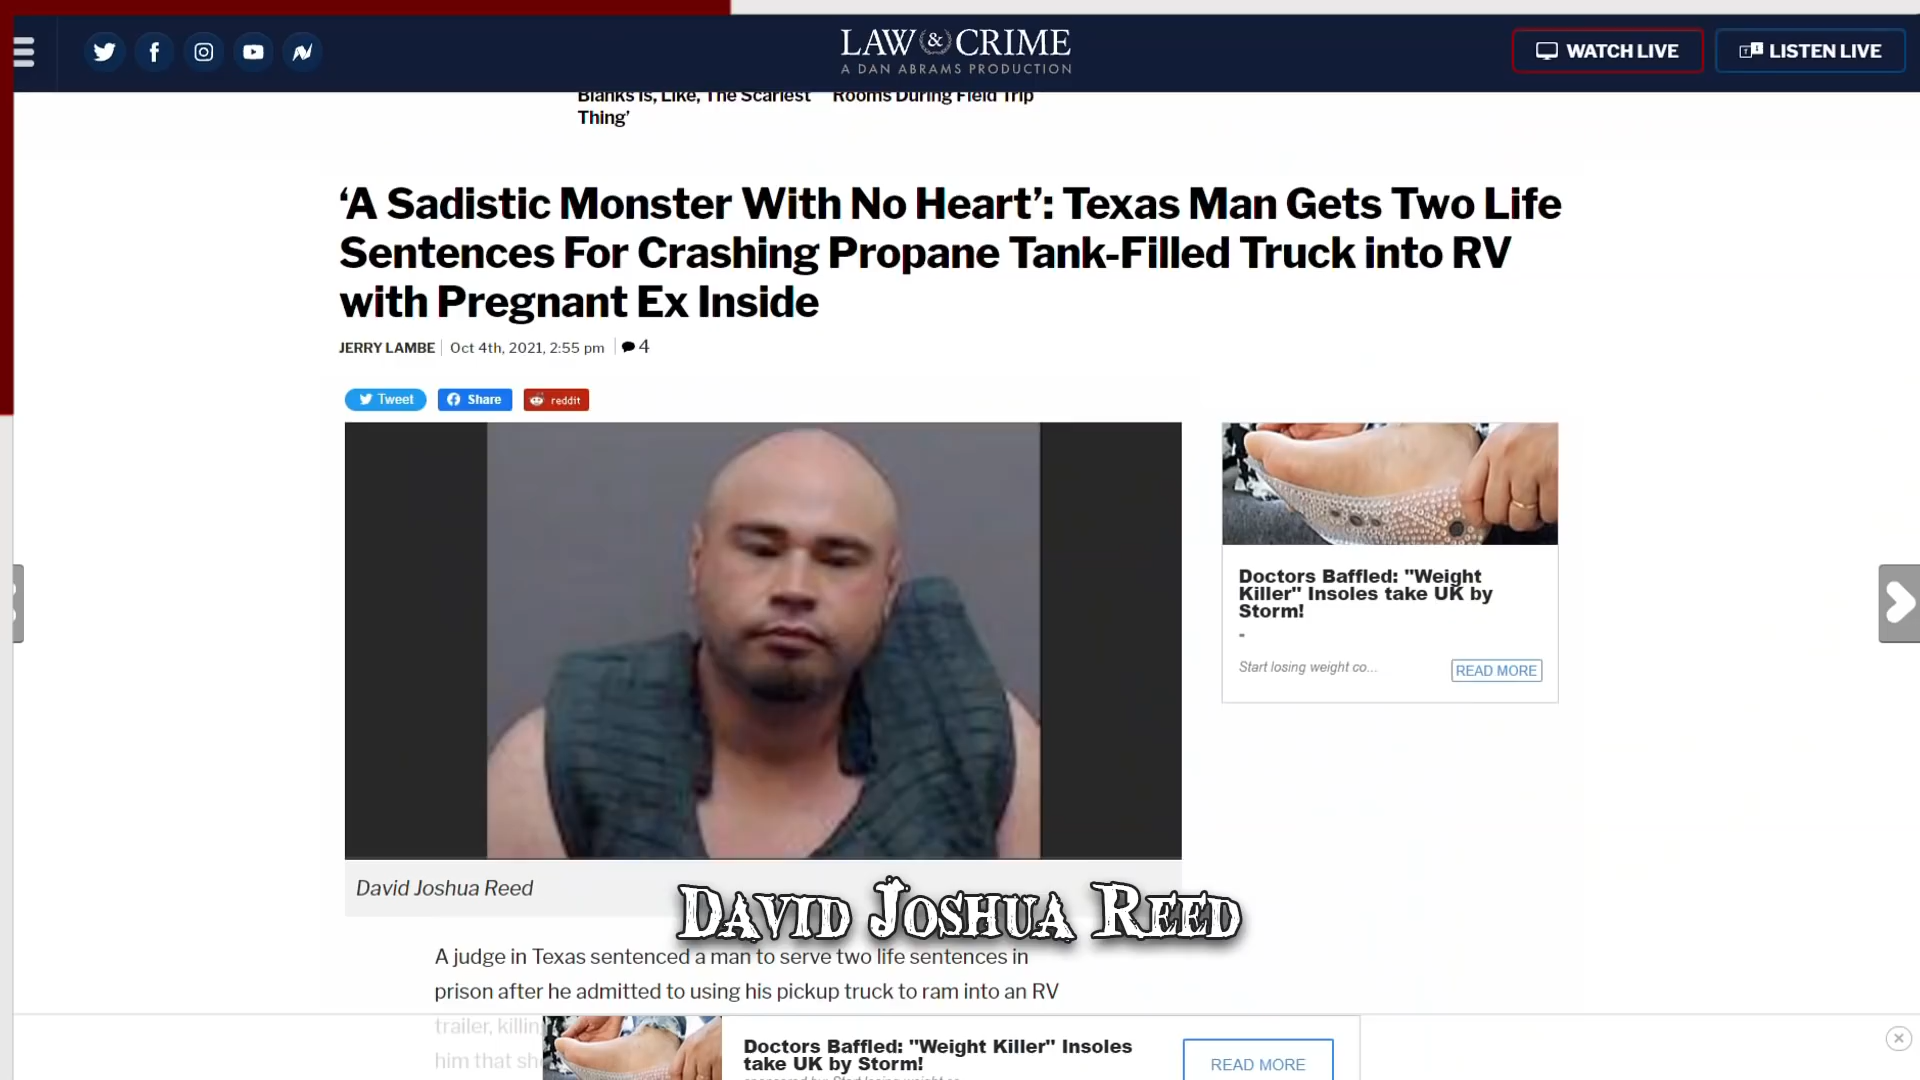 LAW & CRIME
A DAN ABRAMS PRODUCTION
WATCH LIVE
LISTEN LIVE
Blanks Is, Like, The Scariest
Thing’
Rooms During Field Trip
‘A Sadistic Monster With No Heart’: Texas Man Gets Two Life
Sentences For Crashing Propane Tank-Filled Truck into RV
with Pregnant Ex Inside
JERRY LAMBE Oct 4th, 2021, 2:55 pm 4
Tweet Share reddit
Doctors Baffled: "Weight
Killer" Insoles take UK by
Storm!
-
Start losing weight co...
READ MORE
David Joshua Reed
David Joshua Reed
A judge in Texas sentenced a man to serve two life sentences in
prison after he admitted to using his pickup truck to ram into an RV
trailer, killin
him that sh
Doctors Baffled: "Weight Killer" Insoles
take UK by Storm!
READ MORE